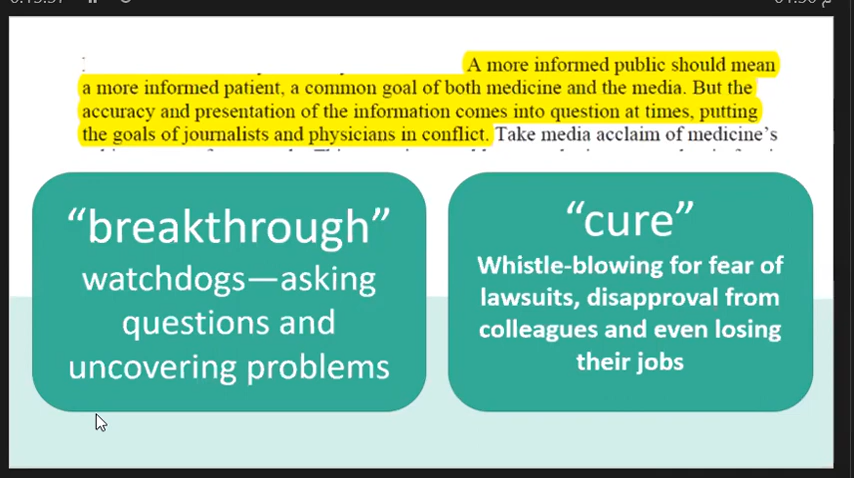 A more informed public should mean
a more informed patient, a common goal of both medicine and the media. But the
accuracy and presentation of the information comes into question at times, putting
the goals of journalists and physicians in conflict. Take media acclaim of medicine’s
“breakthrough”
watchdogs—asking
questions and
uncovering problems
“cure”
Whistle-blowing for fear of
lawsuits, disapproval from
colleagues and even losing
their jobs